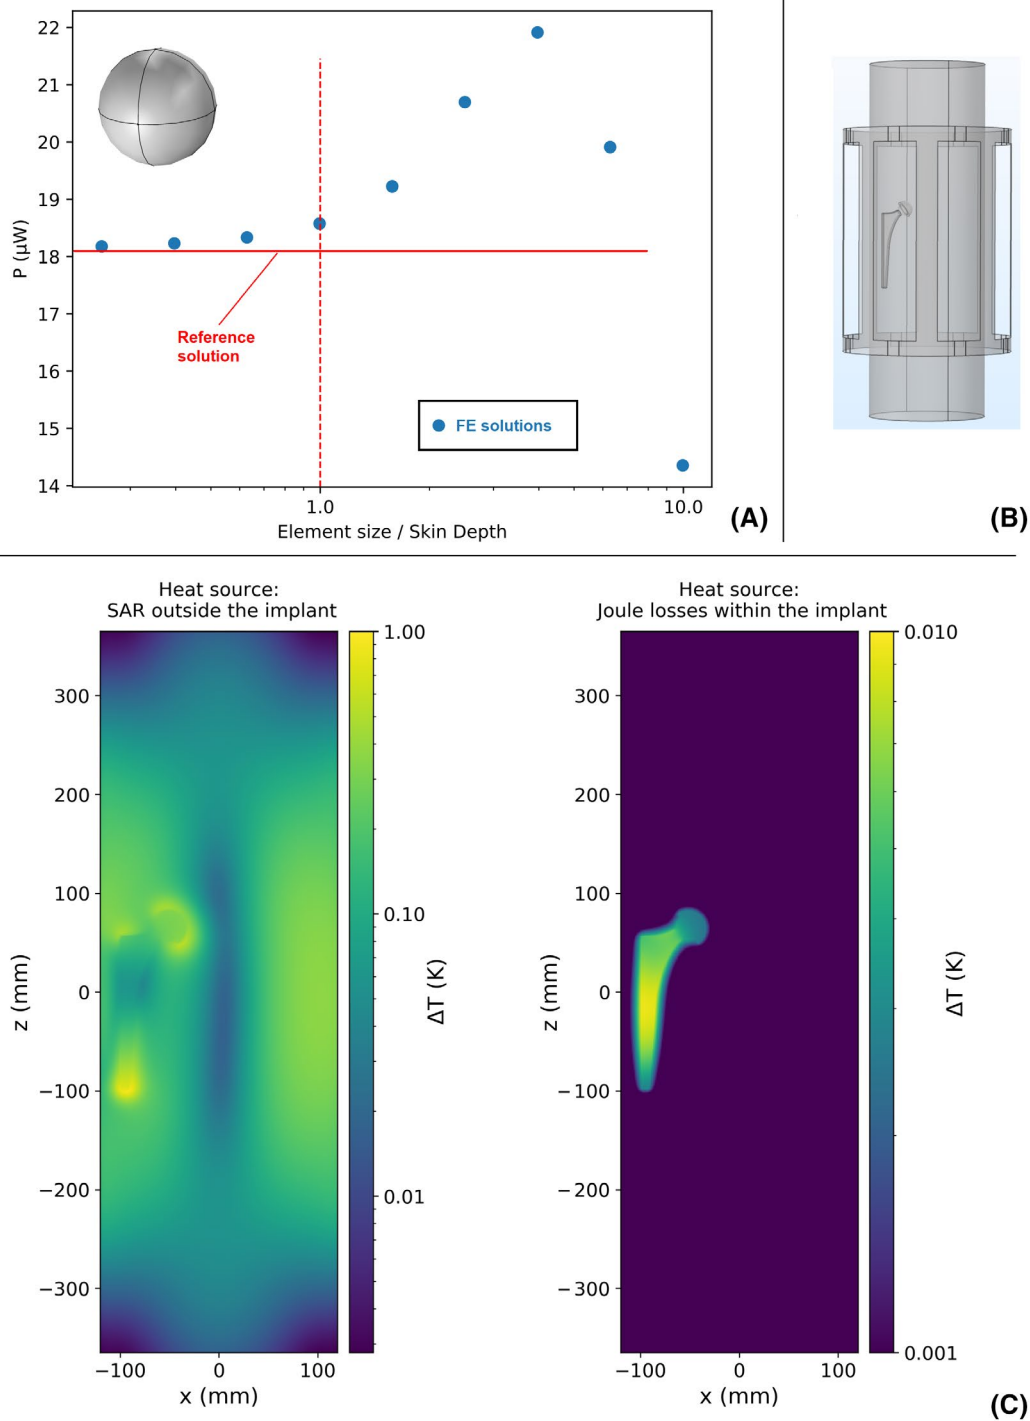 22
21
20
19
18
17
16
15
14
P (µW)
Reference
solution
FE solutions
1.0
10.0
Element size / Skin Depth
(A)
(B)
Heat source:
SAR outside the implant
300
200
100
0
−100
−200
−300
z (mm)
−100
0
100
x (mm)
1.00
0.10
0.01
ΔT (K)
Heat source:
Joule losses within the implant
300
200
100
0
−100
−200
−300
z (mm)
−100
0
100
x (mm)
0.010
0.001
ΔT (K)
(C)